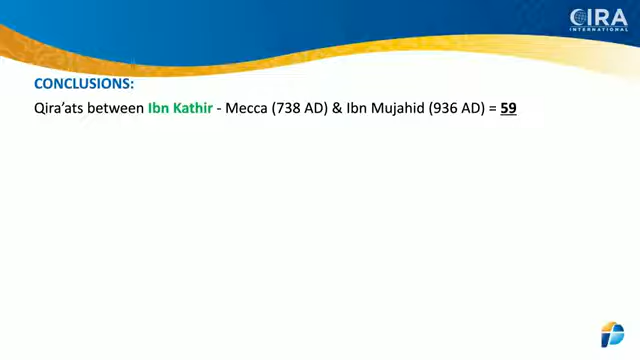 CIRA
INTERNATIONAL
CONCLUSIONS:
Qira’ats between Ibn Kathir - Mecca (738 AD) & Ibn Mujahid (936 AD) = 59